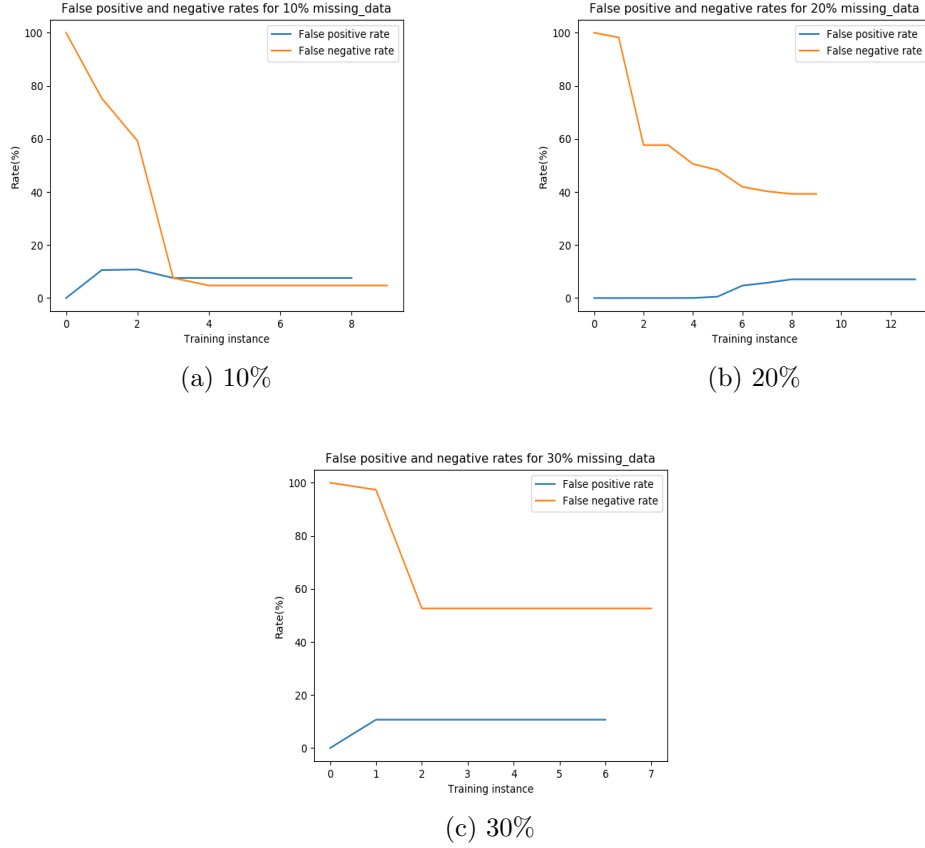 False positive and negative rates for 10% missing_data
False positive rate
False negative rate
100
80
60
40
20
0
Rate(%)
0 2 4 6 8
Training instance
(a) 10%
False positive and negative rates for 20% missing_data
False positive rate
False negative rate
100
80
60
40
20
0
Rate(%)
0 2 4 6 8 10 12
Training instance
(b) 20%
False positive and negative rates for 30% missing_data
False positive rate
False negative rate
100
80
60
40
20
0
Rate(%)
0 1 2 3 4 5 6 7
Training instance
(c) 30%